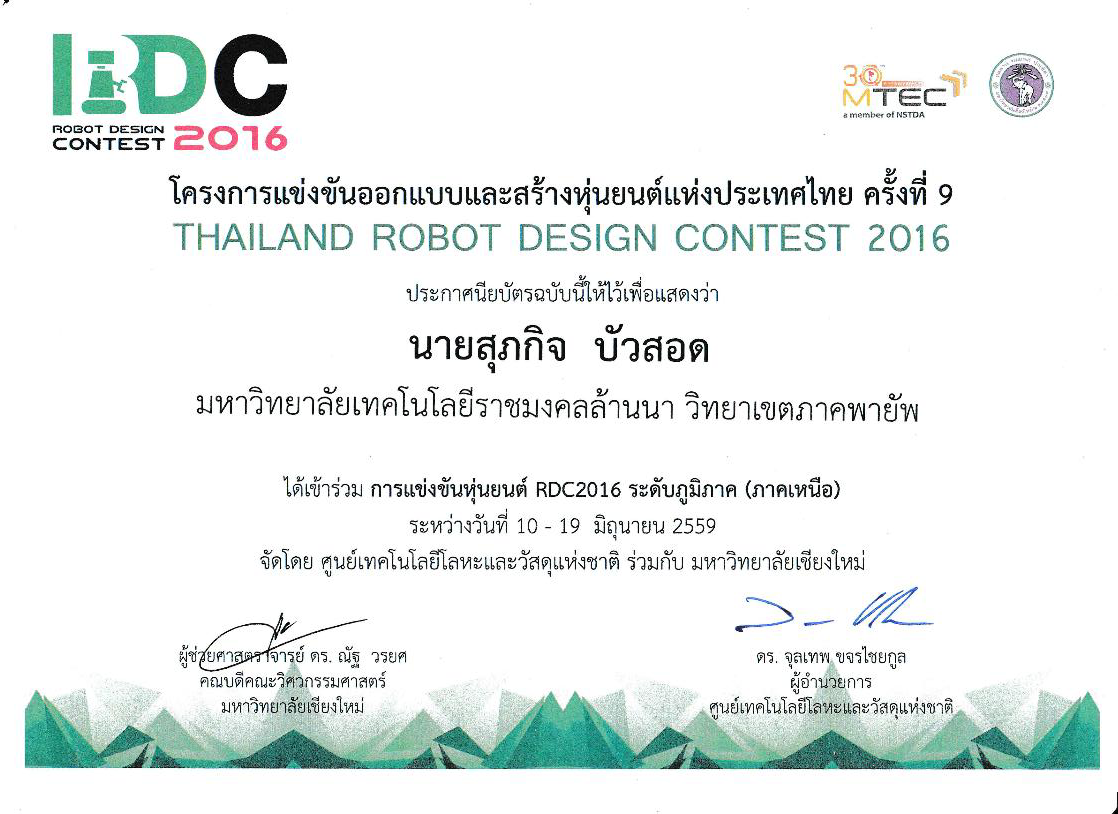 RDC
ROBOT DESIGN
CONTEST 2016
30
MTEC
a member of NSTDA
โครงการแข่งขันออกแบบและสร้างหุ่นยนต์แห่งประเทศไทย ครั้งที่ 9
THAILAND ROBOT DESIGN CONTEST 2016
ประกาศนียบัตรฉบับนี้ให้ไว้เพื่อแสดงว่า
นายสุภกิจ บัวสอด
มหาวิทยาลัยเทคโนโลยีราชมงคลล้านนา วิทยาเขตภาคพายัพ
ได้เข้าร่วม การแข่งขันหุ่นยนต์ RDC2016 ระดับภูมิภาค (ภาคเหนือ)
ระหว่างวันที่ 10 - 19 มิถุนายน 2559
จัดโดย ศูนย์เทคโนโลยีโลหะและวัสดุแห่งชาติ ร่วมกับ มหาวิทยาลัยเชียงใหม่
ผู้ช่วยศาสตราจารย์ ดร. ณัฐ วรยศ
คณบดีคณะวิศวกรรมศาสตร์
มหาวิทยาลัยเชียงใหม่
ดร. จุลเทพ ขจรไชยกูล
ผู้อำนวยการ
ศูนย์เทคโนโลยีโลหะและวัสดุแห่งชาติ